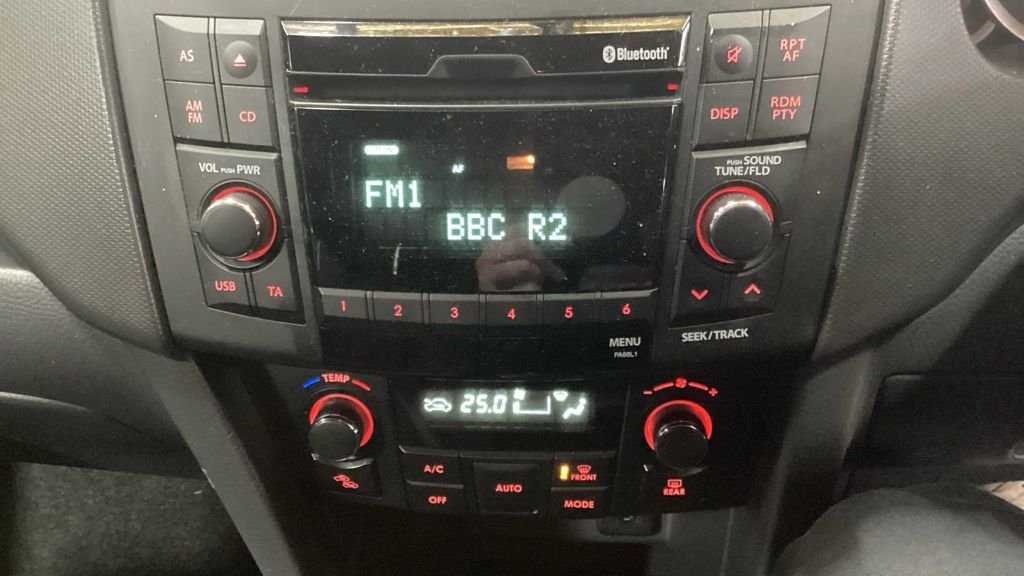 AS
AM
FM
CD
Bluetooth
RPT
AF
DISP
RDM
PTY
VOL PUSH PWR
PUSH SOUND
TUNE/FLD
AF
FM1
BBC R2
USB
TA
1 2 3 4 5 6
MENU
PA68L1
SEEK/TRACK
TEMP
25.0
A/C
OFF
AUTO
FRONT
MODE
REAR